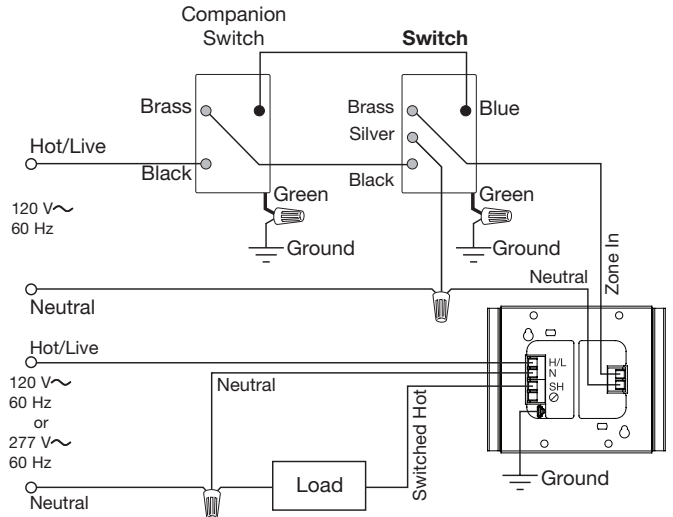 Companion
Switch
Switch
Brass
Brass
Blue
Silver
Hot/Live
Black
Black
Green
Green
120 V~
60 Hz
Ground
Ground
Zone In
Neutral
Neutral
Hot/Live
H/L
N
SH
120 V~
60 Hz
or
277 V~
60 Hz
Neutral
Switched Hot
Load
Ground
Neutral